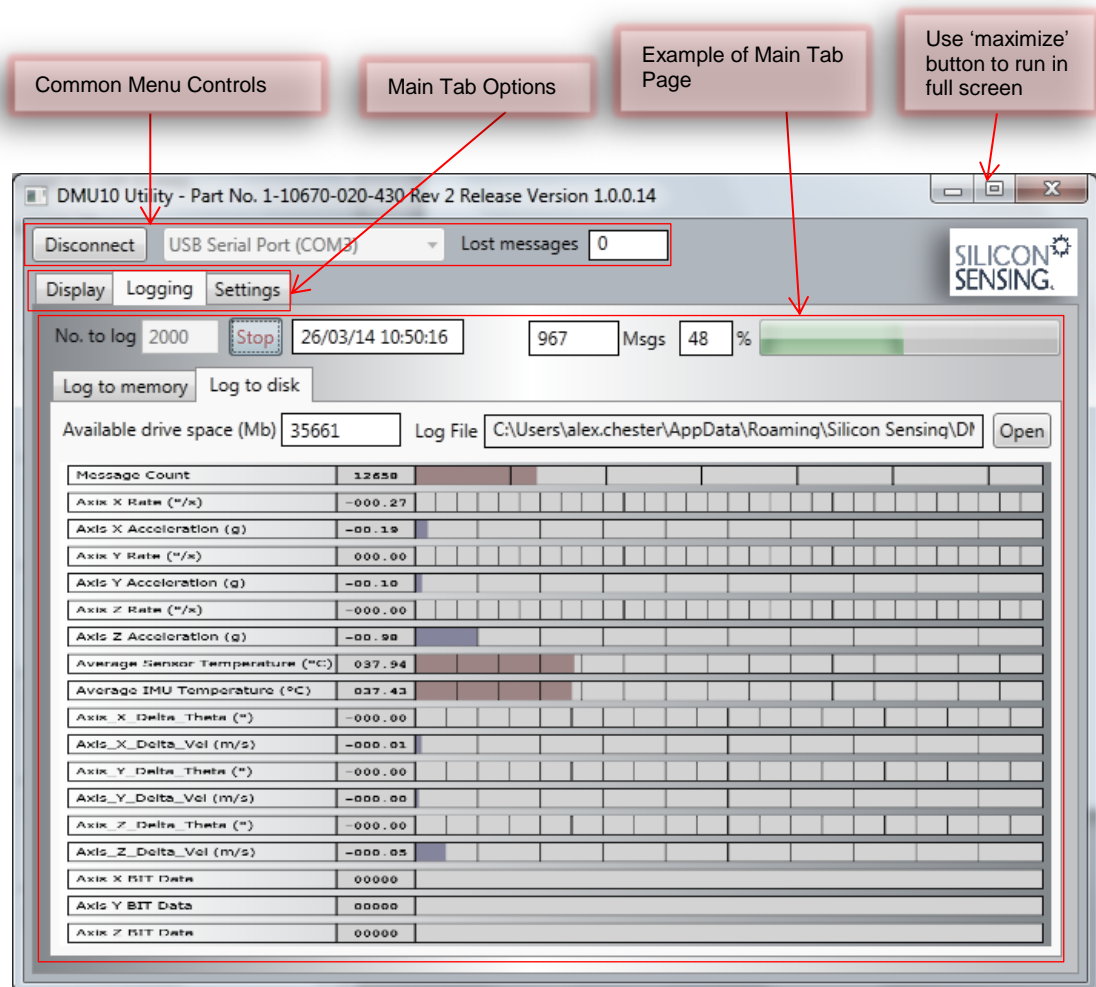 Common Menu Controls
Main Tab Options
Example of Main Tab
Page
Use ‘maximize’
button to run in
full screen
DMU10 Utility - Part No. 1-10670-020-430 Rev 2 Release Version 1.0.0.14
Disconnect USB Serial Port (COM3) Lost messages 0
SILICON
SENSING.
Display Logging Settings
No. to log 2000 Stop 26/03/14 10:50:16 967 Msgs 48 %
Log to memory Log to disk
Available drive space (Mb) 35661 Log File C:\Users\alex.chester\AppData\Roaming\Silicon Sensing\DM Open
Message Count 12658
Axis X Rate (°/s) -000.27
Axis X Acceleration (g) -00.19
Axis Y Rate (°/s) 000.00
Axis Y Acceleration (g) -00.10
Axis Z Rate (°/s) -000.00
Axis Z Acceleration (g) -00.98
Average Sensor Temperature (°C) 037.94
Average IMU Temperature (°C) 037.43
Axis_X_Delta_Theta (°) -000.00
Axis_X_Delta_Vel (m/s) -000.01
Axis_Y_Delta_Theta (°) -000.00
Axis_Y_Delta_Vel (m/s) -000.00
Axis_Z_Delta_Theta (°) -000.00
Axis_Z_Delta_Vel (m/s) -000.05
Axis X BIT Data 00000
Axis Y BIT Data 00000
Axis Z BIT Data 00000